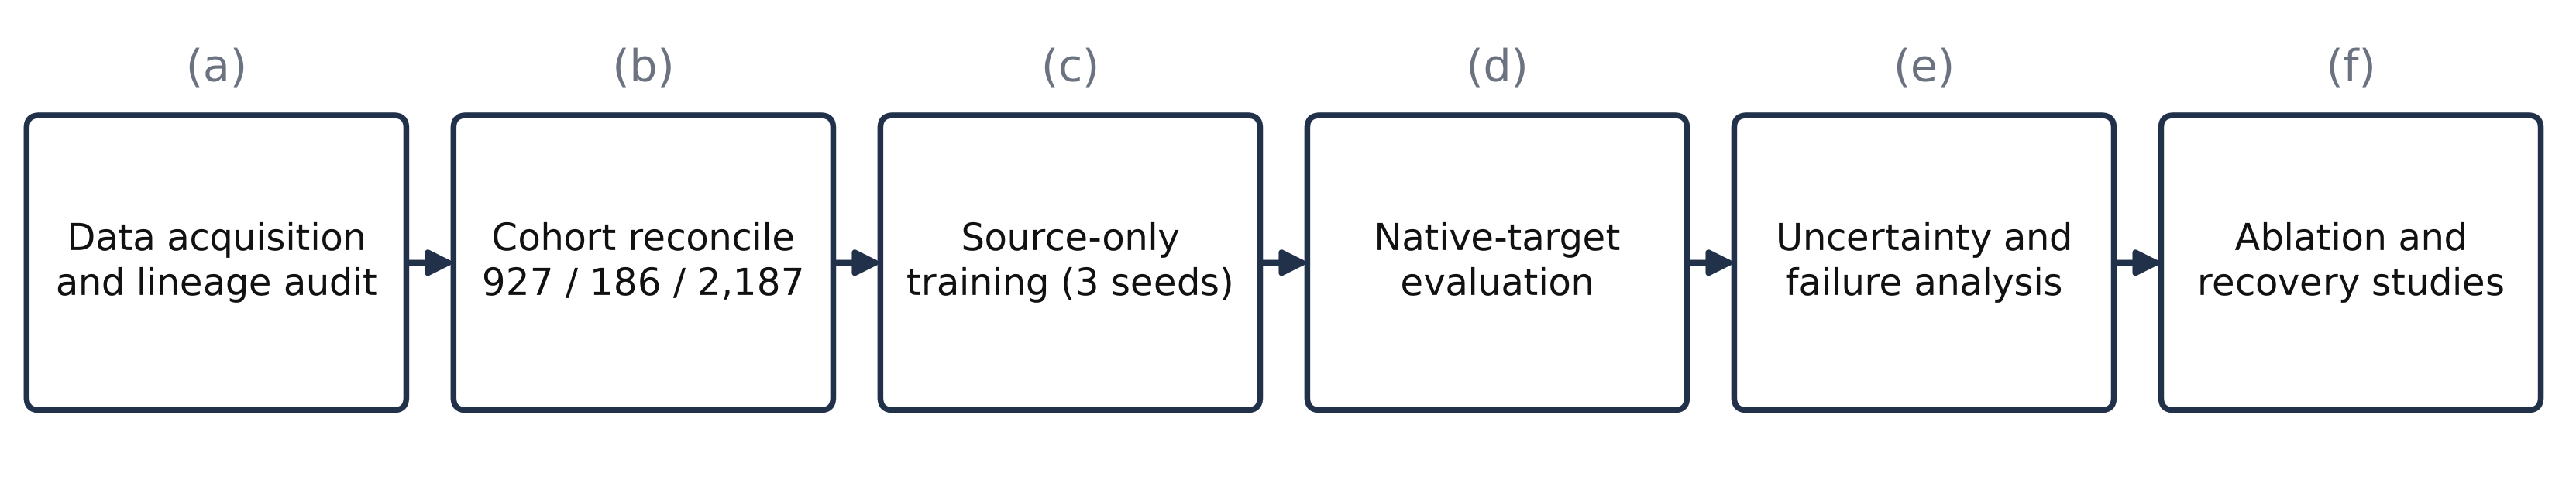 (a)
Data acquisition
and lineage audit
(b)
Cohort reconcile
927 / 186 / 2,187
(c)
Source-only
training (3 seeds)
(d)
Native-target
evaluation
(e)
Uncertainty and
failure analysis
(f)
Ablation and
recovery studies